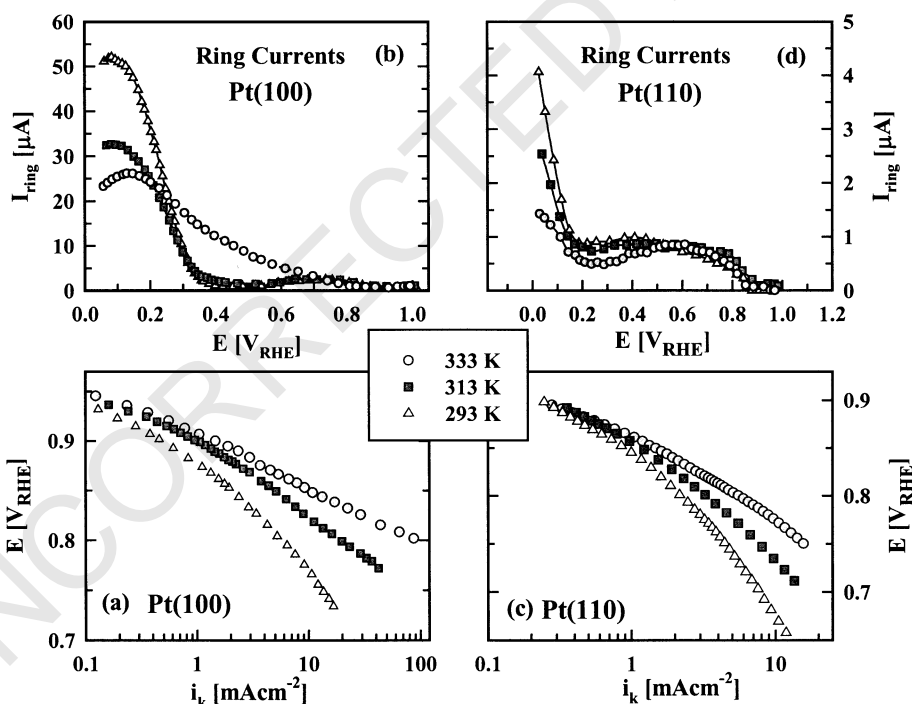 60
50
40
30
20
10
0
I_ring [μA]
Ring Currents (b)
Pt(100)
0.0 0.2 0.4 0.6 0.8 1.0
E [V_RHE]
Ring Currents (d)
Pt(110)
5
4
3
2
1
0
I_ring [μA]
0.0 0.2 0.4 0.6 0.8 1.0 1.2
E [V_RHE]
333 K
313 K
293 K
0.9
0.8
0.7
E [V_RHE]
(a) Pt(100)
0.1 1 10 100
i_k [mAcm⁻²]
0.9
0.8
0.7
E [V_RHE]
(c) Pt(110)
0.1 1 10
i_k [mAcm⁻²]
INCORRECTED